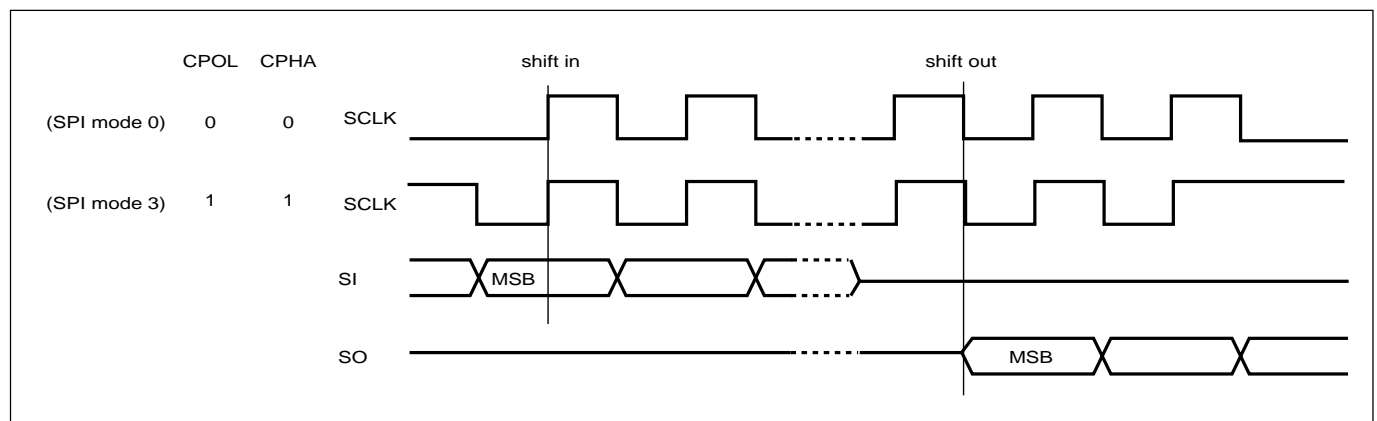 CPOL CPHA shift in shift out
(SPI mode 0) 0 0 SCLK
(SPI mode 3) 1 1 SCLK
SI MSB
SO MSB